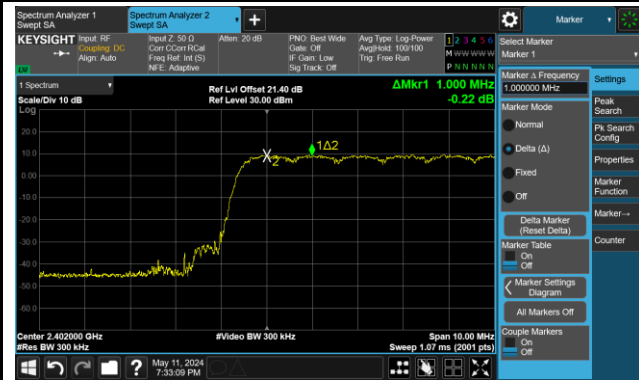 Spectrum Analyzer 1
Swept SA
Spectrum Analyzer 2
Swept SA
+
Marker
KEYSIGHT
Input: RF
Coupling: DC
Align: Auto
Input Z: 50 Ω
Corr CCorr RCal
Freq Ref: Int (S)
NFE: Adaptive
Atten: 20 dB
PNO: Best Wide
Gate: Off
IF Gain: Low
Sig Track: Off
Avg Type: Log-Power
Avg|Hold: 100/100
Trig: Free Run
1 2 3 4 5 6
M W W W W W
P N N N N N
Select Marker
Marker 1
1 Spectrum
Scale/Div 10 dB
Log
Ref Lvl Offset 21.40 dB
Ref Level 30.00 dBm
ΔMkr1 1.000 MHz
-0.22 dB
20.0
10.0
0.00
-10.0
-20.0
-30.0
-40.0
-50.0
-60.0
1Δ2
2
Center 2.402000 GHz
#Res BW 300 kHz
#Video BW 300 kHz
Span 10.00 MHz
Sweep 1.07 ms (2001 pts)
Marker Δ Frequency
1.000000 MHz
Marker Mode
Normal
Delta (Δ)
Fixed
Off
Delta Marker
(Reset Delta)
Marker Table
On
Off
Marker Settings
Diagram
All Markers Off
Couple Markers
On
Off
Settings
Peak
Search
Pk Search
Config
Properties
Marker
Function
Marker→
Counter
?
May 11, 2024
7:33:09 PM